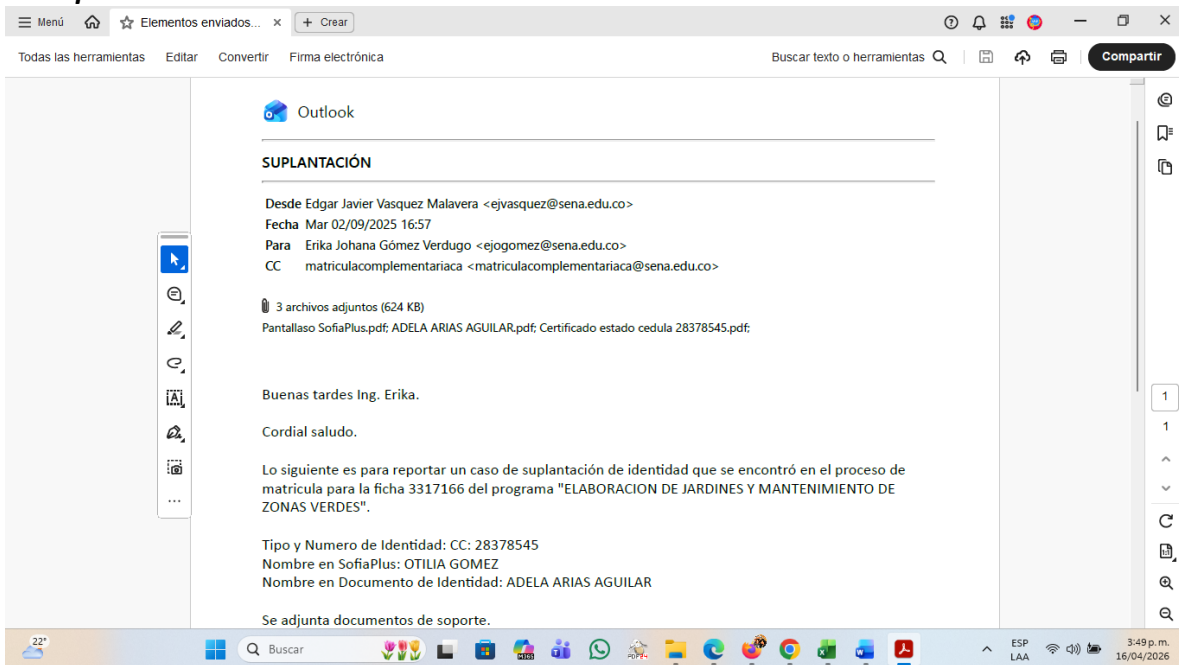 Menú
Elementos enviados...
+ Crear
Todas las herramientas
Editar
Convertir
Firma electrónica
Buscar texto o herramientas
Compartir
Outlook
SUPLANTACIÓN
Desde Edgar Javier Vasquez Malavera <ejvasquez@sena.edu.co>
Fecha Mar 02/09/2025 16:57
Para Erika Johana Gómez Verdugo <ejogomez@sena.edu.co>
CC matriculacomplementariaca <matriculacomplementariaca@sena.edu.co>
3 archivos adjuntos (624 KB)
Pantallaso SofiaPlus.pdf; ADELA ARIAS AGUILAR.pdf; Certificado estado cedula 28378545.pdf;
Buenas tardes Ing. Erika.
Cordial saludo.
Lo siguiente es para reportar un caso de suplantación de identidad que se encontró en el proceso de
matricula para la ficha 3317166 del programa "ELABORACION DE JARDINES Y MANTENIMIENTO DE
ZONAS VERDES".
Tipo y Numero de Identidad: CC: 28378545
Nombre en SofiaPlus: OTILIA GOMEZ
Nombre en Documento de Identidad: ADELA ARIAS AGUILAR
Se adjunta documentos de soporte.
1
1
22°
Buscar
ESP
LAA
3:49 p.m.
16/04/2026